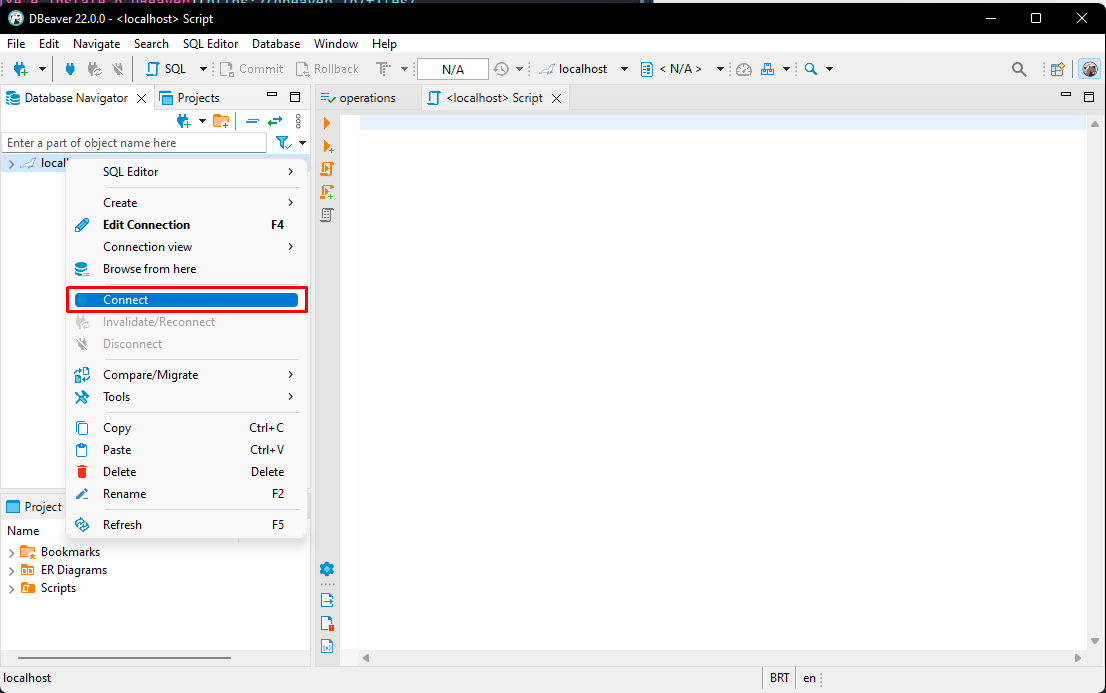 DBeaver 22.0.0 - <localhost> Script
File Edit Navigate Search SQL Editor Database Window Help
SQL Commit Rollback N/A localhost < N/A >
Database Navigator Projects
operations <localhost> Script
Enter a part of object name here
SQL Editor
Create
Edit Connection F4
Connection view
Browse from here
Connect
Invalidate/Reconnect
Disconnect
Compare/Migrate
Tools
Copy Ctrl+C
Paste Ctrl+V
Delete Delete
Rename F2
Refresh F5
Project
Name
Bookmarks
ER Diagrams
Scripts
localhost BRT en